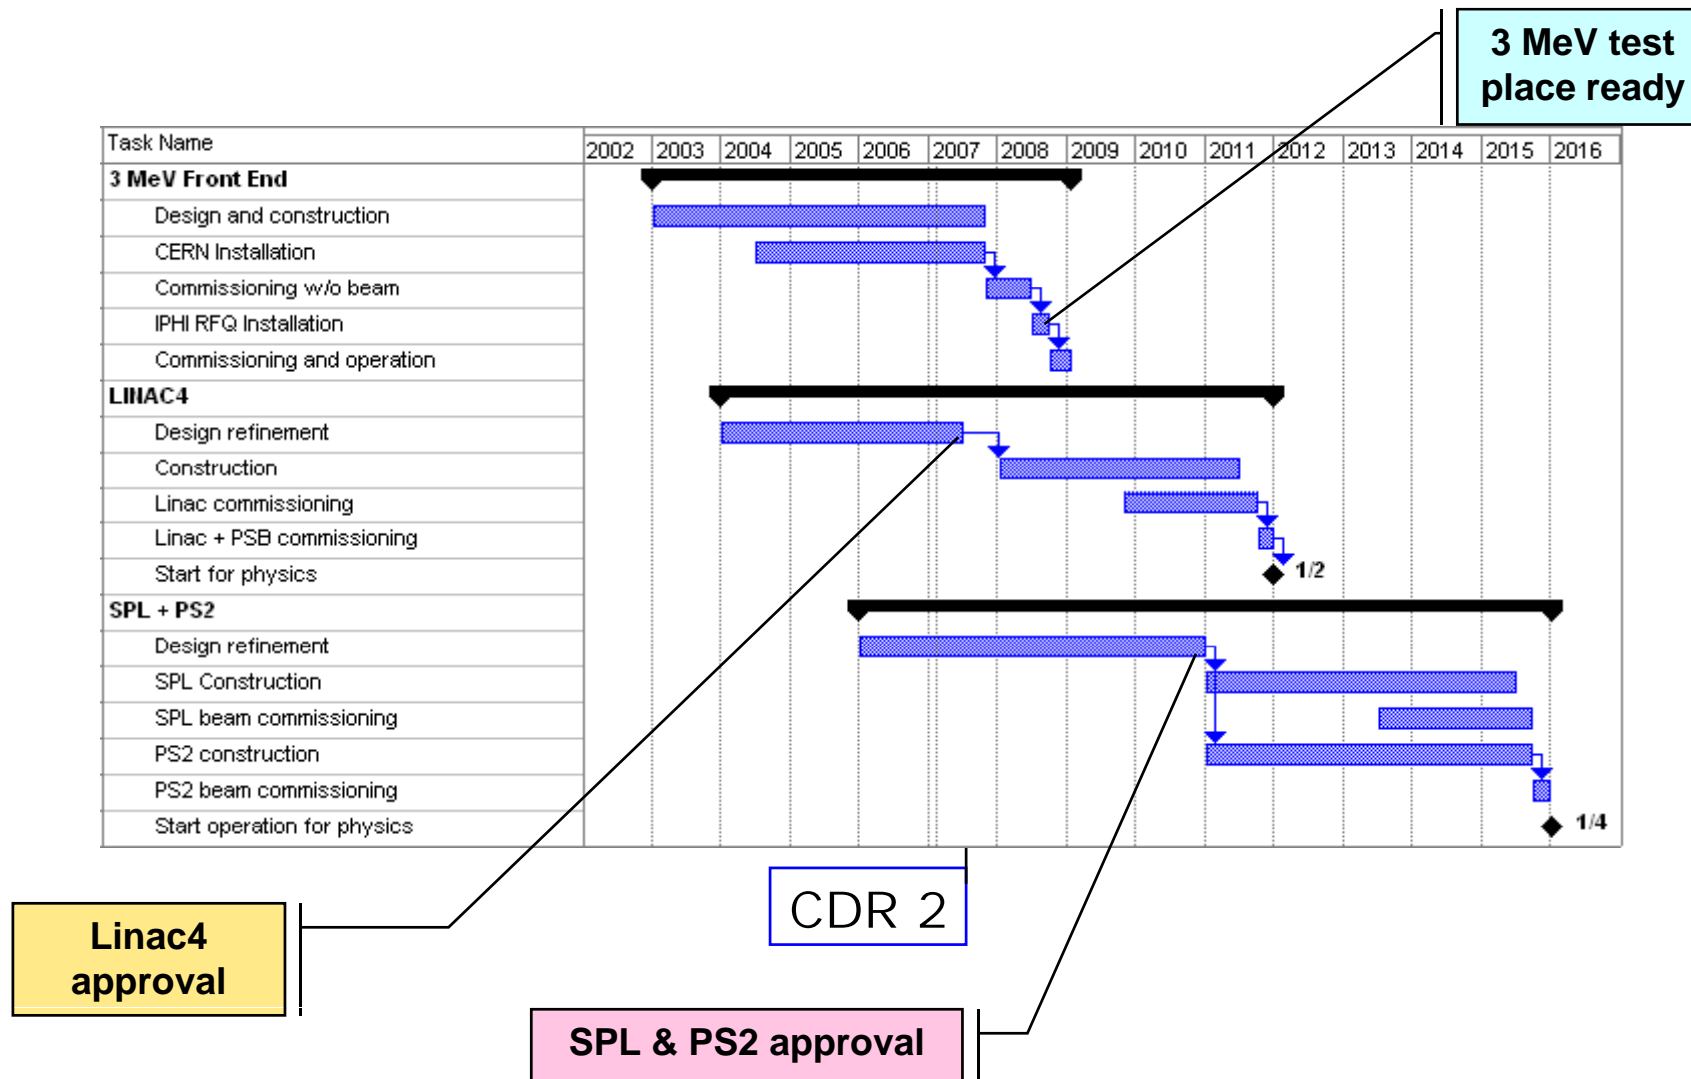 3 MeV test
place ready
Task Name
2002 2003 2004 2005 2006 2007 2008 2009 2010 2011 2012 2013 2014 2015 2016
3 MeV Front End
Design and construction
CERN Installation
Commissioning w/o beam
IPHI RFQ Installation
Commissioning and operation
LINAC4
Design refinement
Construction
Linac commissioning
Linac + PSB commissioning
Start for physics
1/2
SPL + PS2
Design refinement
SPL Construction
SPL beam commissioning
PS2 construction
PS2 beam commissioning
Start operation for physics
1/4
CDR 2
Linac4
approval
SPL & PS2 approval